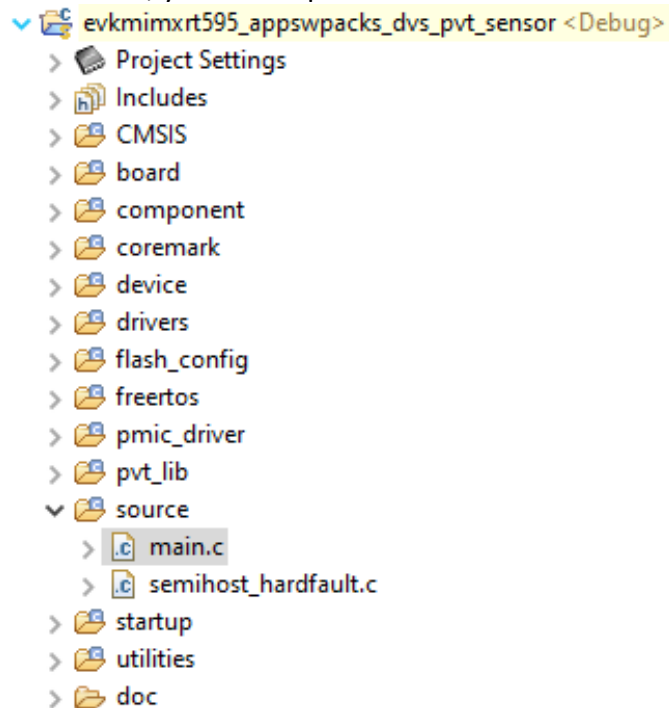 evkmimxrt595_appswpacks_dvs_pvt_sensor <Debug>
Project Settings
Includes
CMSIS
board
component
coremark
device
drivers
flash_config
freertos
pmic_driver
pvt_lib
source
main.c
semihost_hardfault.c
startup
utilities
doc